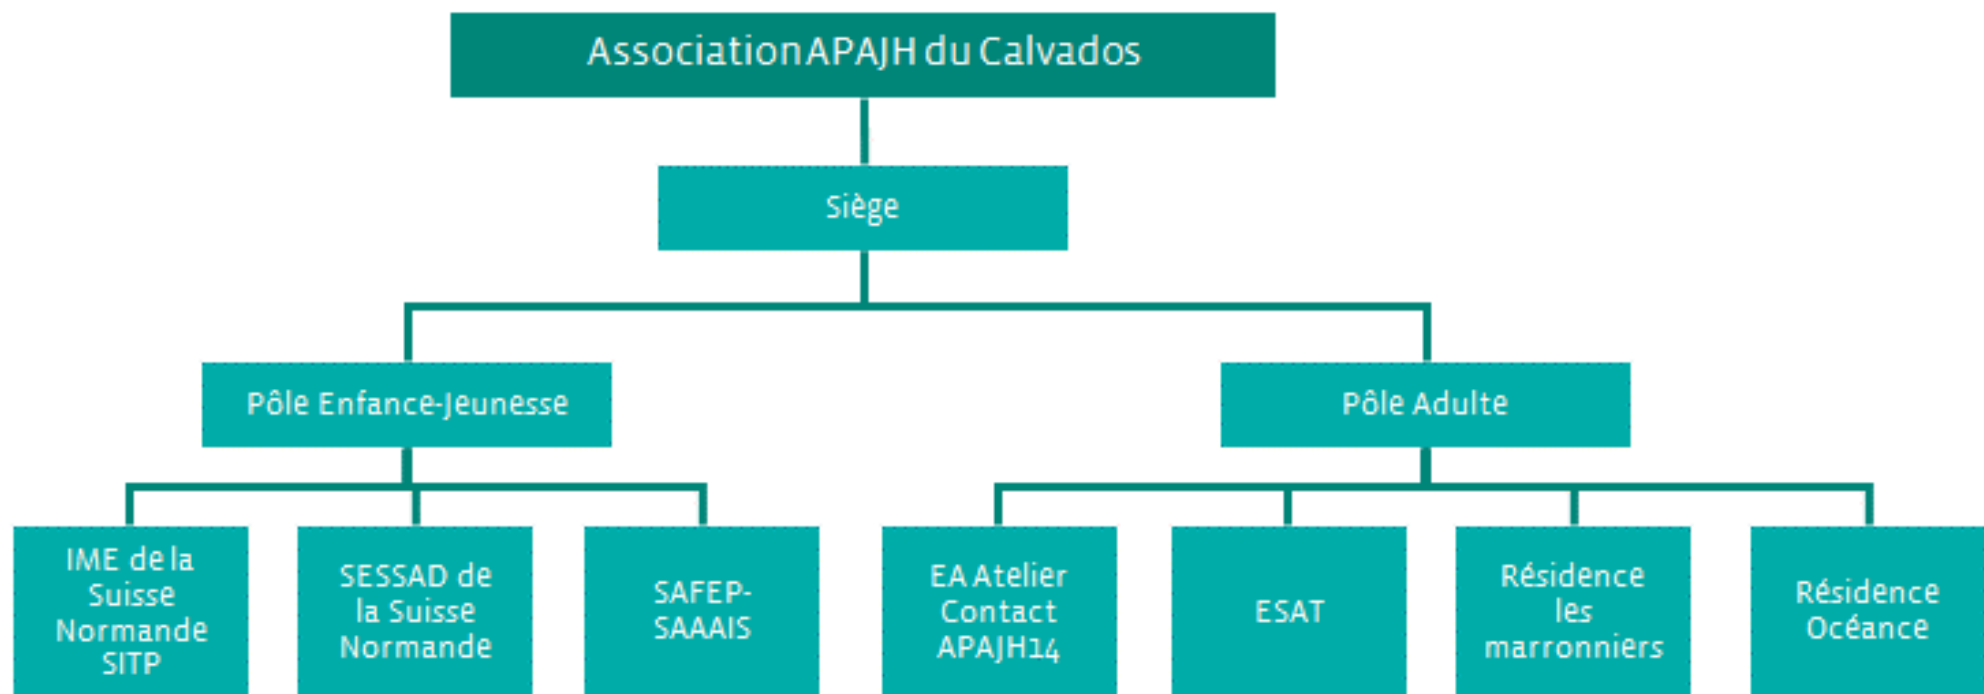 Association APAJH du Calvados
Siège
Pôle Enfance-Jeunesse
Pôle Adulte
IME de la
Suisse
Normande
SITP
SESSAD de
la Suisse
Normande
SAFEP-
SAAAIS
EA Atelier
Contact
APAJH14
ESAT
Résidence
les
marronniers
Résidence
Océance